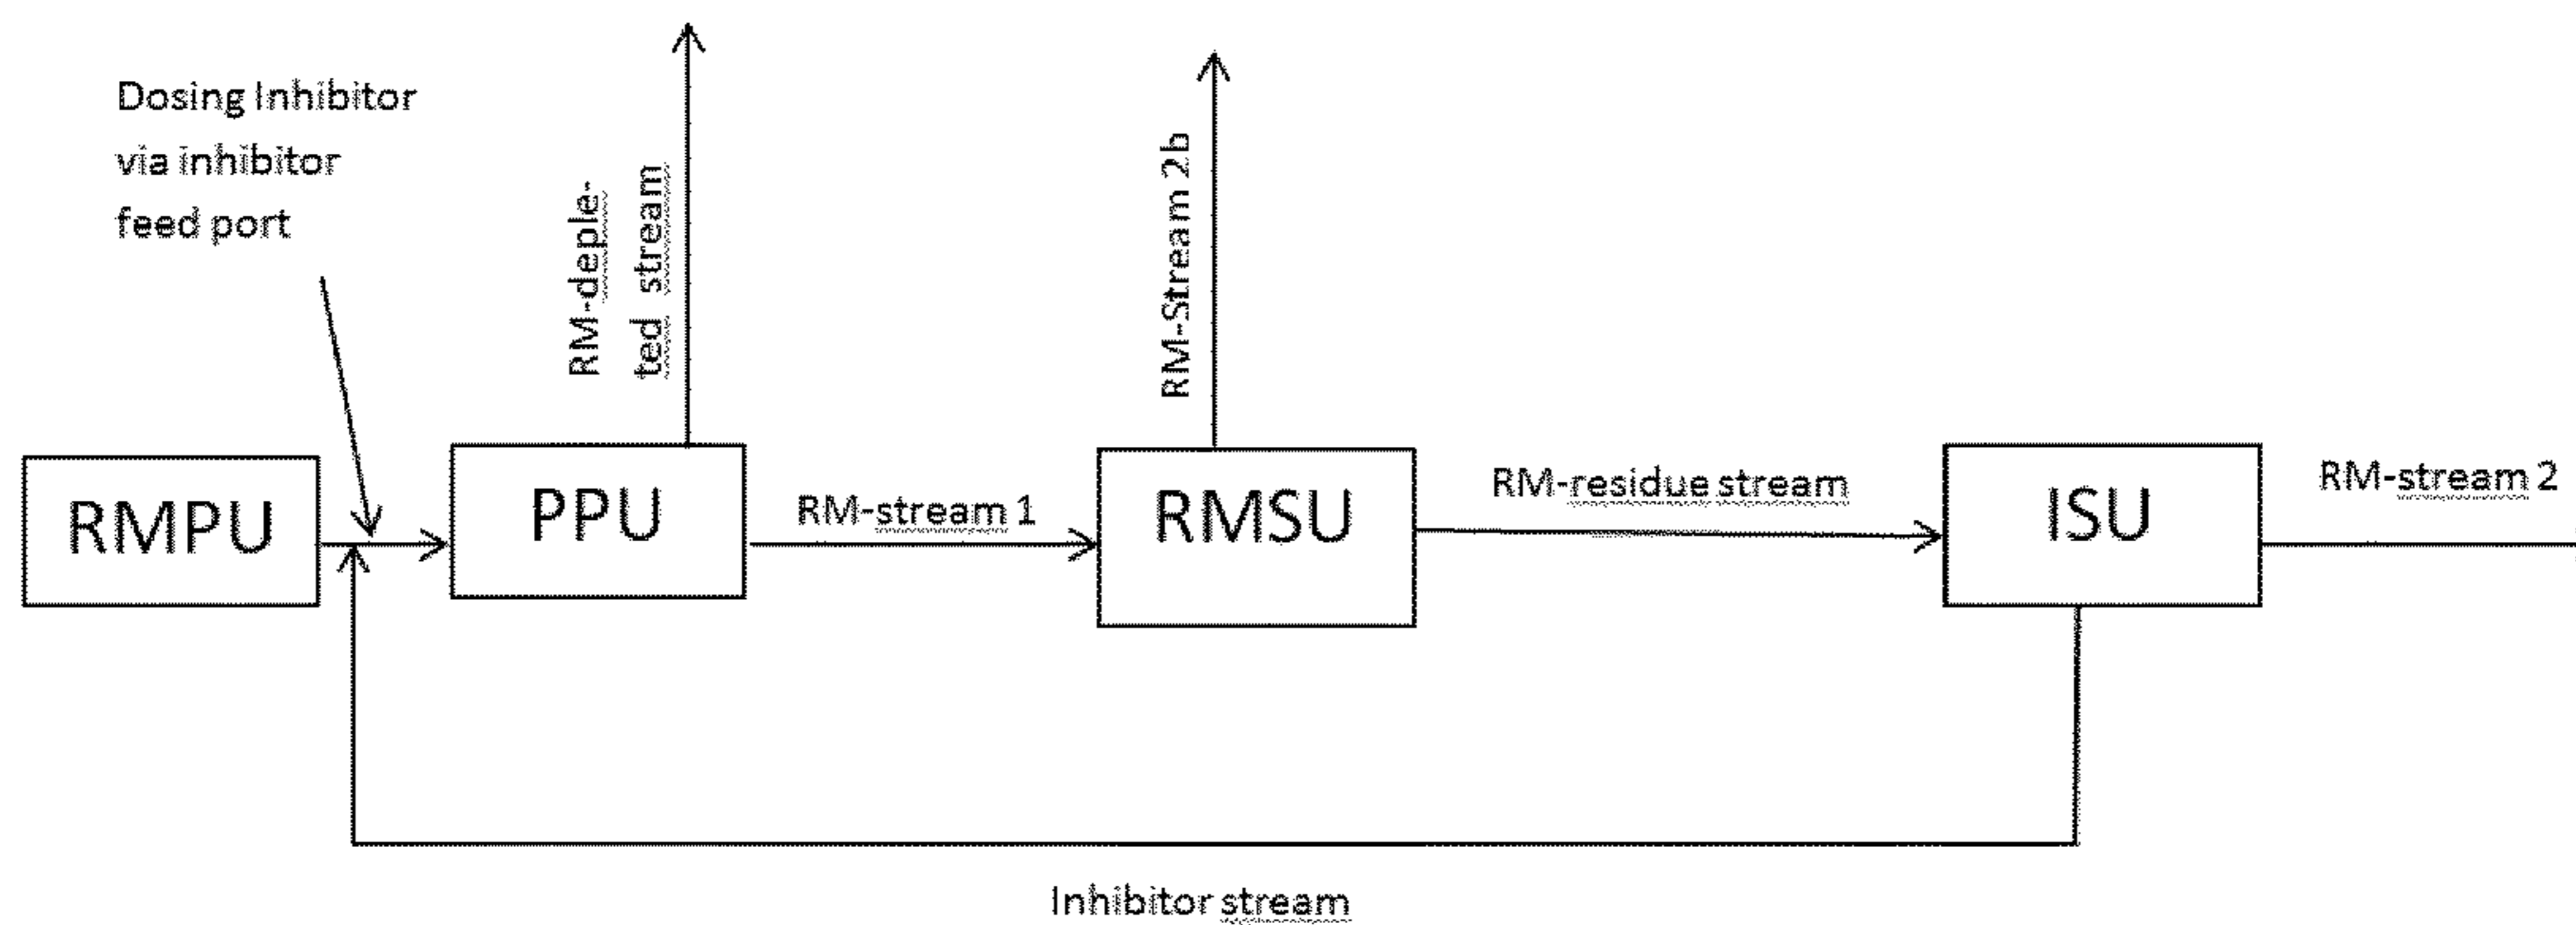 Dosing Inhibitor
via inhibitor
feed port
RM-deple-
ted stream
RM-Stream 2b
RMPU
PPU
RM-stream 1
RMSU
RM-residue stream
ISU
RM-stream 2
Inhibitor stream